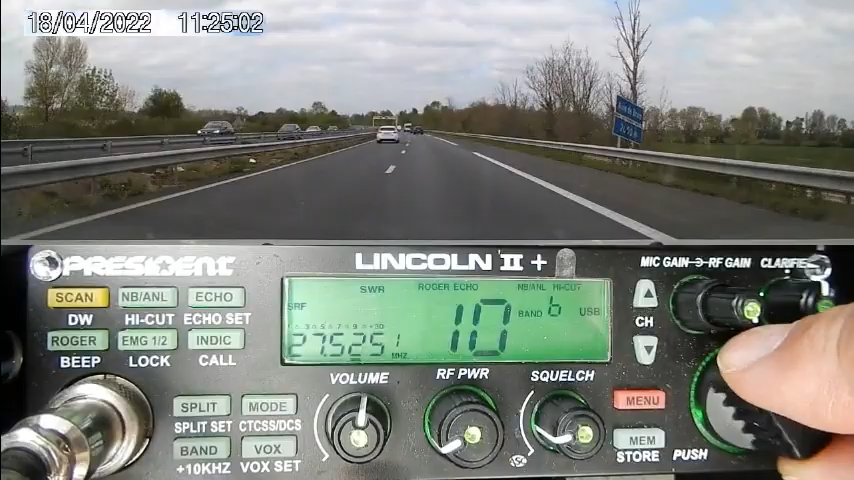 18/04/2022 11:25:02
PRESIDENT LINCOLN II + MIC GAIN RF GAIN CLARIFIE
SCAN NB/ANL ECHO
DW HI-CUT ECHO SET
ROGER EMG 1/2 INDIC
BEEP LOCK CALL
SWR ROGER ECHO NB/ANL HI-CUT
SRF 10 BAND b USB
27.525 1 MHZ
CH
VOLUME RF PWR SQUELCH
SPLIT MODE
SPLIT SET CTCSS/DCS
BAND VOX
+10KHZ VOX SET
MENU
MEM
STORE PUSH